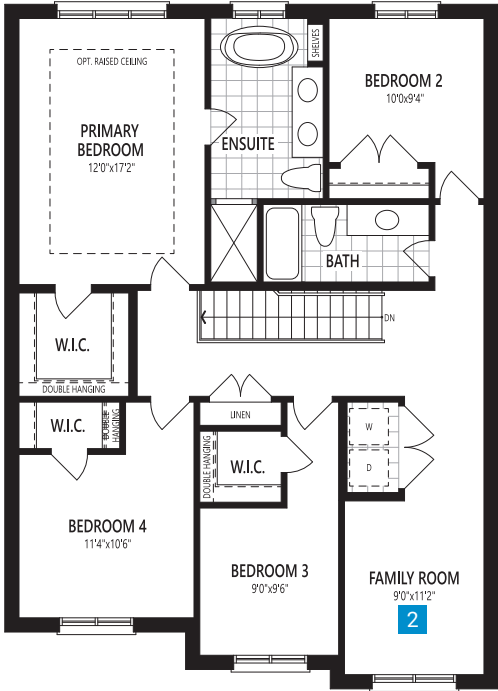 SHELVES
OPT. RAISED CEILING
BEDROOM 2
10'0x9'4"
PRIMARY
BEDROOM
12'0"x17'2"
ENSUITE
BATH
DN
W.I.C.
DOUBLE HANGING
W.I.C.
DOUBLE
HANGING
LINEN
W
D
DOUBLE HANGING
W.I.C.
BEDROOM 4
11'4"x10'6"
BEDROOM 3
9'0"x9'6"
FAMILY ROOM
9'0"x11'2"
2